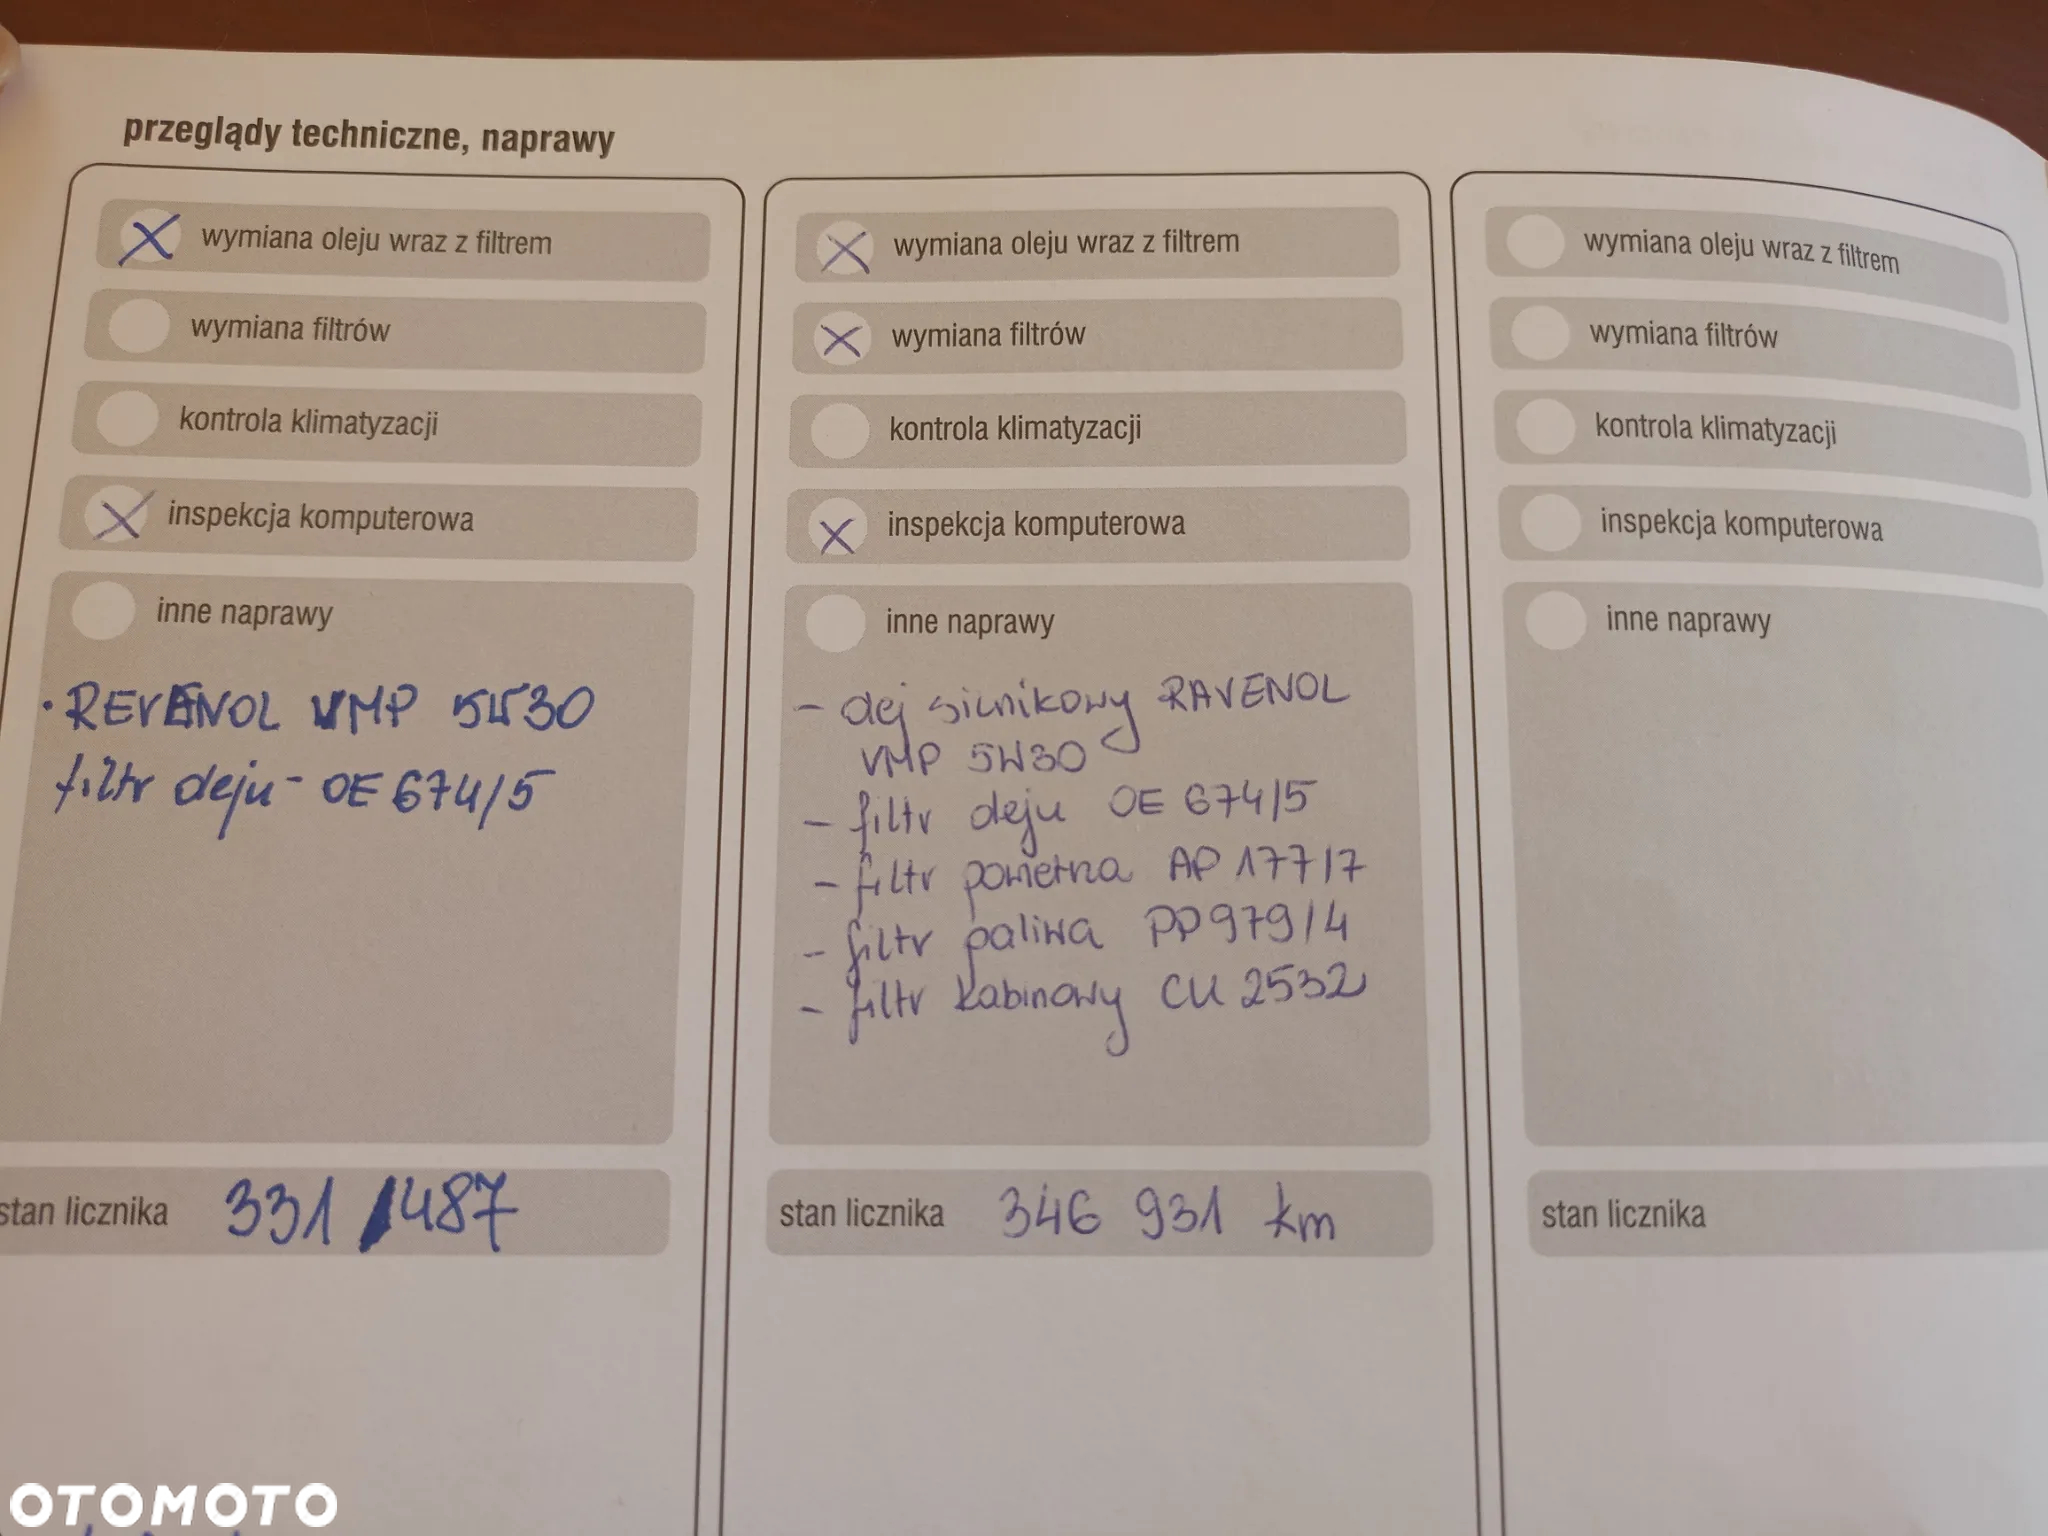 przeglądy techniczne, naprawy
X wymiana oleju wraz z filtrem
wymiana filtrów
kontrola klimatyzacji
X inspekcja komputerowa
inne naprawy
• REVENOL VMP 5W30
filtr oleju - OE 674/5
stan licznika 331 487
X wymiana oleju wraz z filtrem
X wymiana filtrów
kontrola klimatyzacji
X inspekcja komputerowa
inne naprawy
- olej silnikowy RAVENOL
VMP 5W30
- filtr oleju OE 674/5
- filtr powietrza AP 177/7
- filtr paliwa PP979/4
- filtr kabinowy CU 2532
stan licznika 346 931 km
wymiana oleju wraz z filtrem
wymiana filtrów
kontrola klimatyzacji
inspekcja komputerowa
inne naprawy
stan licznika
OTOMOTO